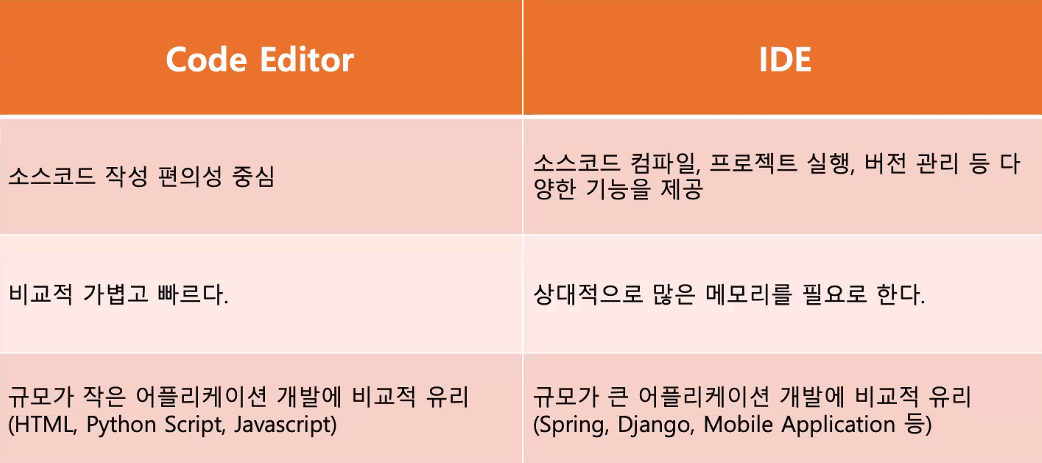 Code Editor
IDE
소스코드 작성 편의성 중심
소스코드 컴파일, 프로젝트 실행, 버전 관리 등 다
양한 기능을 제공
비교적 가볍고 빠르다.
상대적으로 많은 메모리를 필요로 한다.
규모가 작은 어플리케이션 개발에 비교적 유리
(HTML, Python Script, Javascript)
규모가 큰 어플리케이션 개발에 비교적 유리
(Spring, Django, Mobile Application 등)